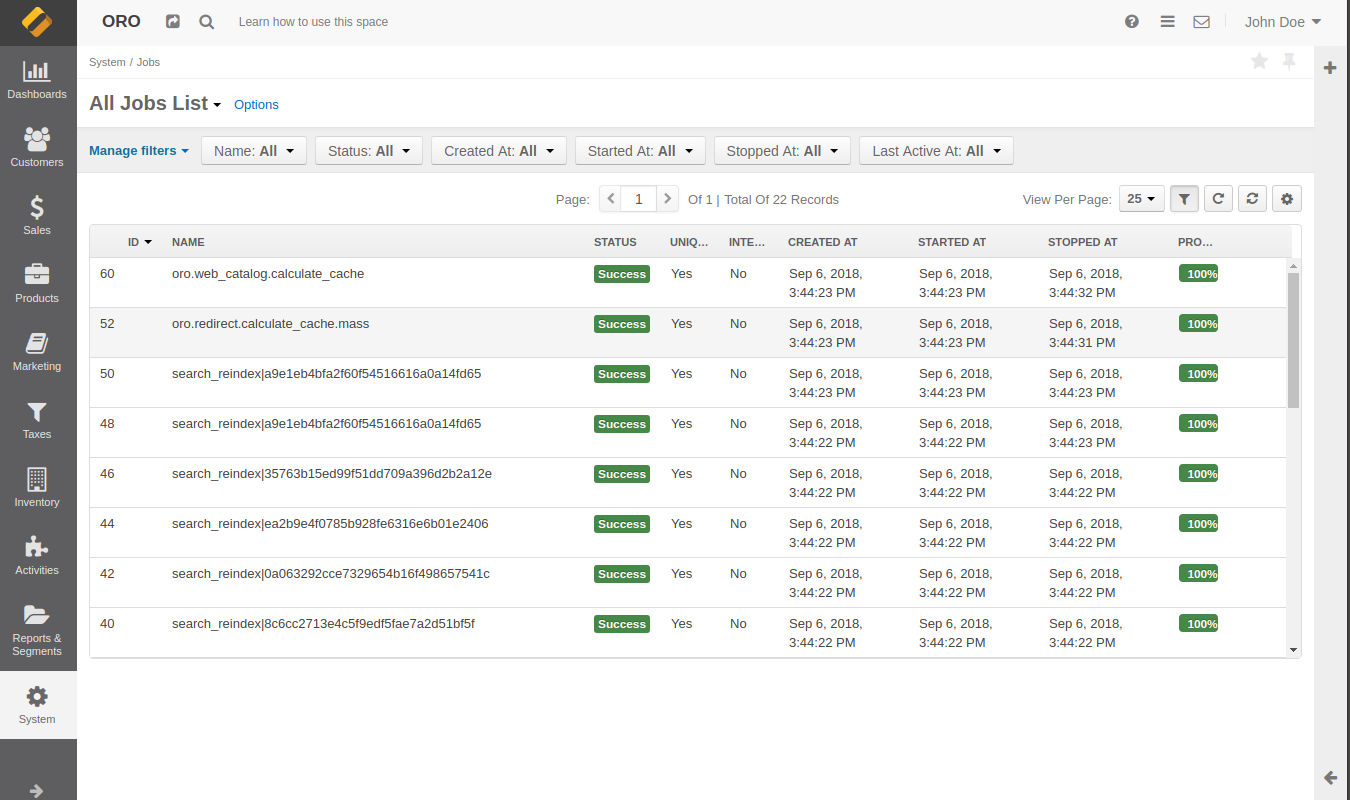 ORO Learn how to use this space John Doe
System / Jobs
All Jobs List Options
Manage filters Name: All Status: All Created At: All Started At: All Stopped At: All Last Active At: All
Page: 1 Of 1 | Total Of 22 Records View Per Page: 25
ID NAME STATUS UNIQ... INTE... CREATED AT STARTED AT STOPPED AT PRO...
60 oro.web_catalog.calculate_cache Success Yes No Sep 6, 2018, Sep 6, 2018, Sep 6, 2018, 100%
3:44:23 PM 3:44:23 PM 3:44:32 PM
52 oro.redirect.calculate_cache.mass Success Yes No Sep 6, 2018, Sep 6, 2018, Sep 6, 2018, 100%
3:44:23 PM 3:44:23 PM 3:44:31 PM
50 search_reindex|a9e1eb4bfa2f60f54516616a0a14fd65 Success Yes No Sep 6, 2018, Sep 6, 2018, Sep 6, 2018, 100%
3:44:23 PM 3:44:23 PM 3:44:23 PM
48 search_reindex|a9e1eb4bfa2f60f54516616a0a14fd65 Success Yes No Sep 6, 2018, Sep 6, 2018, Sep 6, 2018, 100%
3:44:22 PM 3:44:22 PM 3:44:23 PM
46 search_reindex|35763b15ed99f51dd709a396d2b2a12e Success Yes No Sep 6, 2018, Sep 6, 2018, Sep 6, 2018, 100%
3:44:22 PM 3:44:22 PM 3:44:22 PM
44 search_reindex|ea2b9e4f0785b928fe6316e6b01e2406 Success Yes No Sep 6, 2018, Sep 6, 2018, Sep 6, 2018, 100%
3:44:22 PM 3:44:22 PM 3:44:22 PM
42 search_reindex|0a063292cce7329654b16f498657541c Success Yes No Sep 6, 2018, Sep 6, 2018, Sep 6, 2018, 100%
3:44:22 PM 3:44:22 PM 3:44:22 PM
40 search_reindex|8c6cc2713e4c5f9edf5fae7a2d51bf5f Success Yes No Sep 6, 2018, Sep 6, 2018, Sep 6, 2018, 100%
3:44:22 PM 3:44:22 PM 3:44:22 PM
Dashboards
Customers
Sales
Products
Marketing
Taxes
Inventory
Activities
Reports &
Segments
System